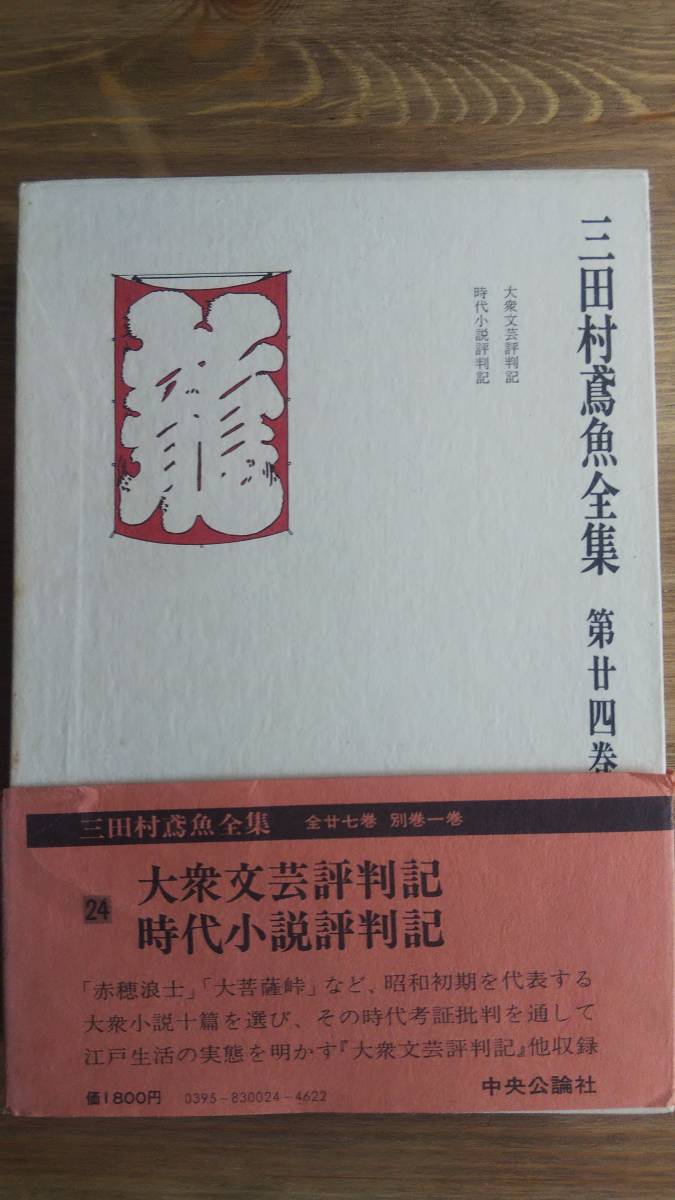 三田村鳶魚全集 第廿四巻
大衆文芸評判記
時代小説評判記
三田村鳶魚全集 全廿七巻 別巻一巻
24
大衆文芸評判記
時代小説評判記
「赤穂浪士」「大菩薩峠」など、昭和初期を代表する
大衆小説十篇を選び、その時代考証批判を通して
江戸生活の実態を明かす『大衆文芸評判記』他収録
価1800円 0395-830024-4622 中央公論社